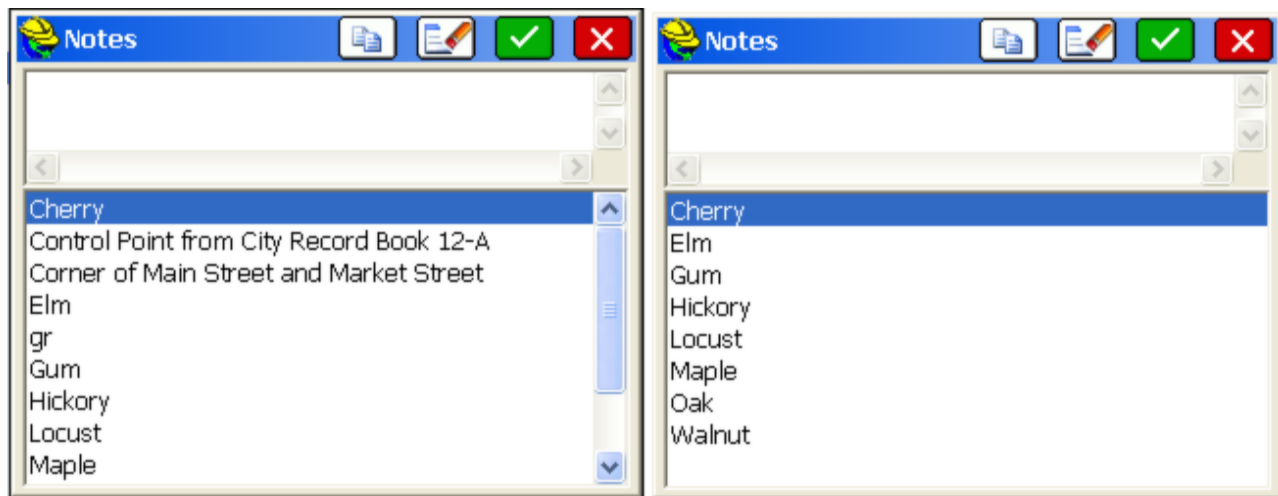 Notes
Cherry
Control Point from City Record Book 12-A
Corner of Main Street and Market Street
Elm
gr
Gum
Hickory
Locust
Maple
Notes
Cherry
Elm
Gum
Hickory
Locust
Maple
Oak
Walnut